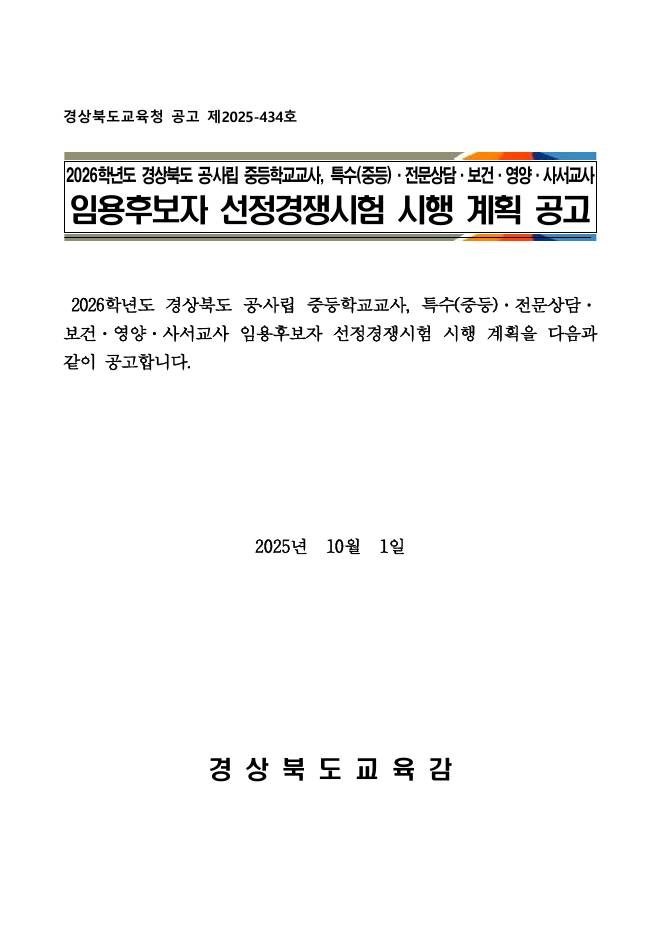 경상북도교육청 공고 제2025-434호
2026학년도 경상북도 공·사립 중등학교교사, 특수(중등)·전문상담·보건·영양·사서교사
임용후보자 선정경쟁시험 시행 계획 공고
2026학년도 경상북도 공·사립 중등학교교사, 특수(중등)·전문상담·
보건·영양·사서교사 임용후보자 선정경쟁시험 시행 계획을 다음과
같이 공고합니다.
2025년 10월 1일
경 상 북 도 교 육 감